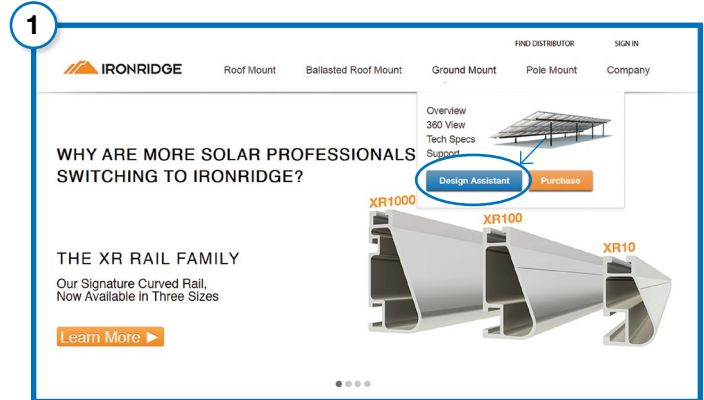 1
FIND DISTRIBUTOR SIGN IN
IRONRIDGE Roof Mount Ballasted Roof Mount Ground Mount Pole Mount Company
Overview
360 View
Tech Specs
Support
Design Assistant Purchase
WHY ARE MORE SOLAR PROFESSIONALS
SWITCHING TO IRONRIDGE?
XR1000
XR100
XR10
THE XR RAIL FAMILY
Our Signature Curved Rail,
Now Available in Three Sizes
Learn More